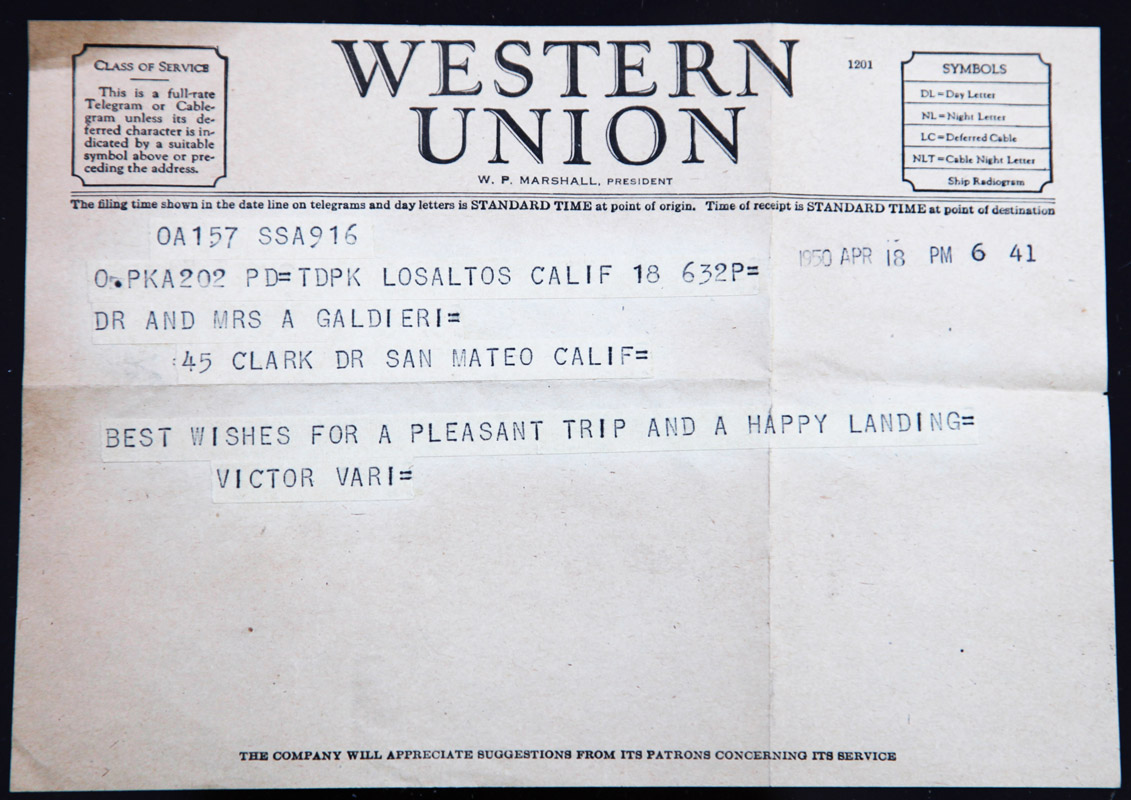 CLASS OF SERVICE
This is a full-rate
Telegram or Cable-
gram unless its de-
ferred character is in-
dicated by a suitable
symbol above or pre-
ceding the address.
WESTERN
UNION
W. P. MARSHALL, PRESIDENT
1201
SYMBOLS
DL=Day Letter
NL=Night Letter
LC=Deferred Cable
NLT=Cable Night Letter
Ship Radiogram
The filing time shown in the date line on telegrams and day letters is STANDARD TIME at point of origin. Time of receipt is STANDARD TIME at point of destination
OA157 SSA916
1950 APR 18 PM 6 41
O.PKA202 PD=TDPK LOSALTOS CALIF 18 632P=
DR AND MRS A GALDIERI=
:45 CLARK DR SAN MATEO CALIF=
BEST WISHES FOR A PLEASANT TRIP AND A HAPPY LANDING=
VICTOR VARI=
THE COMPANY WILL APPRECIATE SUGGESTIONS FROM ITS PATRONS CONCERNING ITS SERVICE